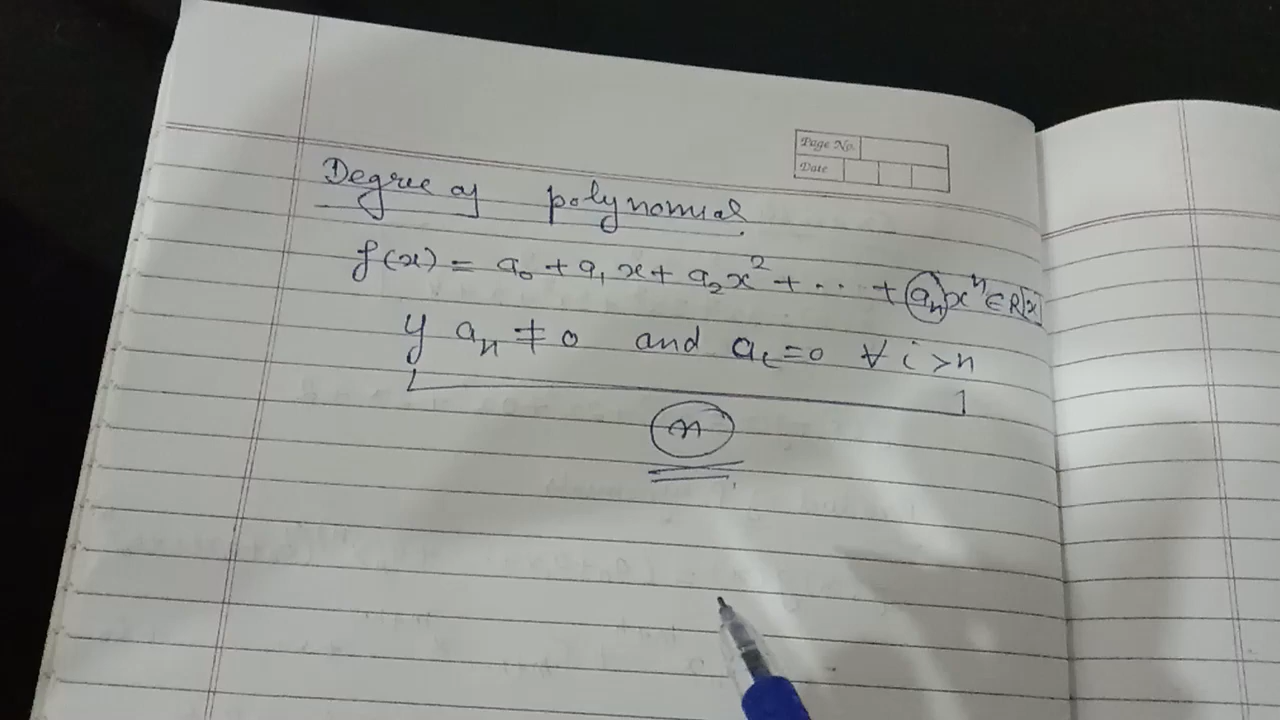 Page No.
Date
Degree of polynomial
f(x) = a₀ + a₁x + a₂x² + ... + aₙxⁿ ∈ R[x]
if aₙ ≠ 0 and aᵢ = 0 ∀ i > n
n